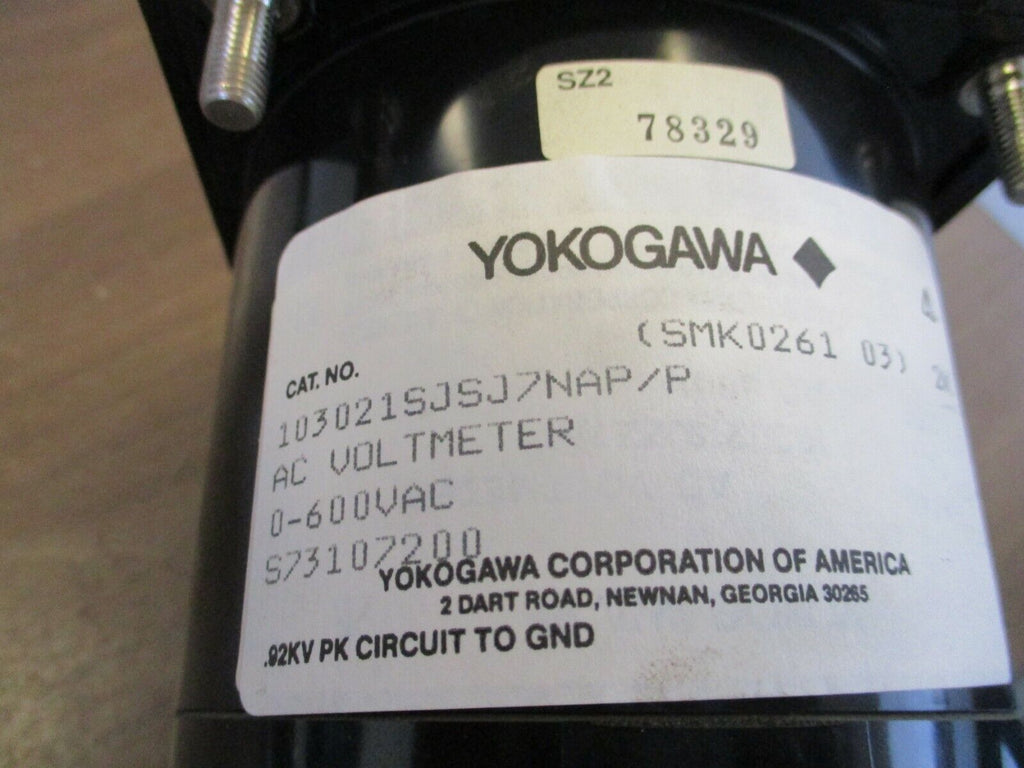 SZ2
78329
YOKOGAWA
(SMK0261 03)
CAT. NO.
103021SJSJ7NAP/P
AC VOLTMETER
0-600VAC
S73107200
YOKOGAWA CORPORATION OF AMERICA
2 DART ROAD, NEWNAN, GEORGIA 30265
.92KV PK CIRCUIT TO GND